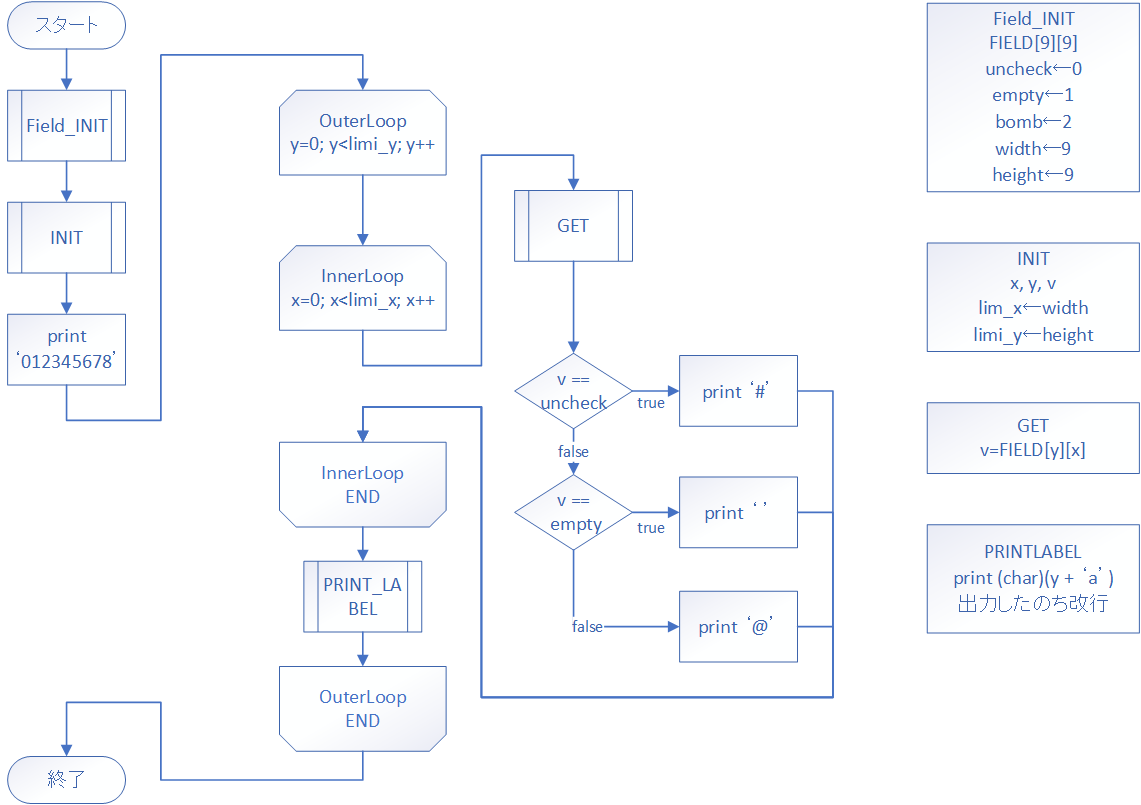 スタート
Field_INIT
INIT
print
‘012345678’
OuterLoop
y=0; y<limi_y; y++
InnerLoop
x=0; x<limi_x; x++
GET
v ==
uncheck
true
print ‘#’
false
v ==
empty
true
print ‘ ’
false
print ‘@’
InnerLoop
END
PRINT_LA
BEL
OuterLoop
END
終了
Field_INIT
FIELD[9][9]
uncheck←0
empty←1
bomb←2
width←9
height←9
INIT
x, y, v
lim_x←width
limi_y←height
GET
v=FIELD[y][x]
PRINTLABEL
print (char)(y + ‘a’ )
出力したのち改行